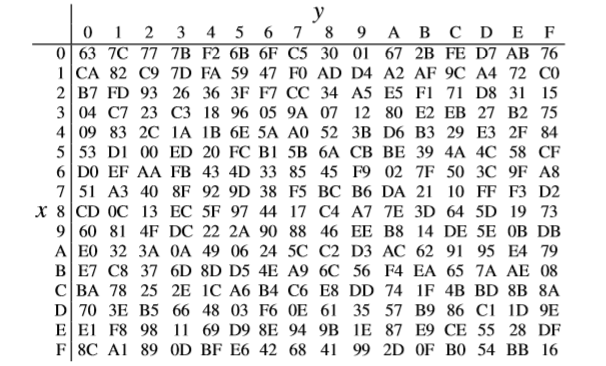 y
0 1 2 3 4 5 6 7 8 9 A B C D E F
0 63 7C 77 7B F2 6B 6F C5 30 01 67 2B FE D7 AB 76
1 CA 82 C9 7D FA 59 47 F0 AD D4 A2 AF 9C A4 72 C0
2 B7 FD 93 26 36 3F F7 CC 34 A5 E5 F1 71 D8 31 15
3 04 C7 23 C3 18 96 05 9A 07 12 80 E2 EB 27 B2 75
4 09 83 2C 1A 1B 6E 5A A0 52 3B D6 B3 29 E3 2F 84
5 53 D1 00 ED 20 FC B1 5B 6A CB BE 39 4A 4C 58 CF
6 D0 EF AA FB 43 4D 33 85 45 F9 02 7F 50 3C 9F A8
7 51 A3 40 8F 92 9D 38 F5 BC B6 DA 21 10 FF F3 D2
x 8 CD 0C 13 EC 5F 97 44 17 C4 A7 7E 3D 64 5D 19 73
9 60 81 4F DC 22 2A 90 88 46 EE B8 14 DE 5E 0B DB
A E0 32 3A 0A 49 06 24 5C C2 D3 AC 62 91 95 E4 79
B E7 C8 37 6D 8D D5 4E A9 6C 56 F4 EA 65 7A AE 08
C BA 78 25 2E 1C A6 B4 C6 E8 DD 74 1F 4B BD 8B 8A
D 70 3E B5 66 48 03 F6 0E 61 35 57 B9 86 C1 1D 9E
E E1 F8 98 11 69 D9 8E 94 9B 1E 87 E9 CE 55 28 DF
F 8C A1 89 0D BF E6 42 68 41 99 2D 0F B0 54 BB 16